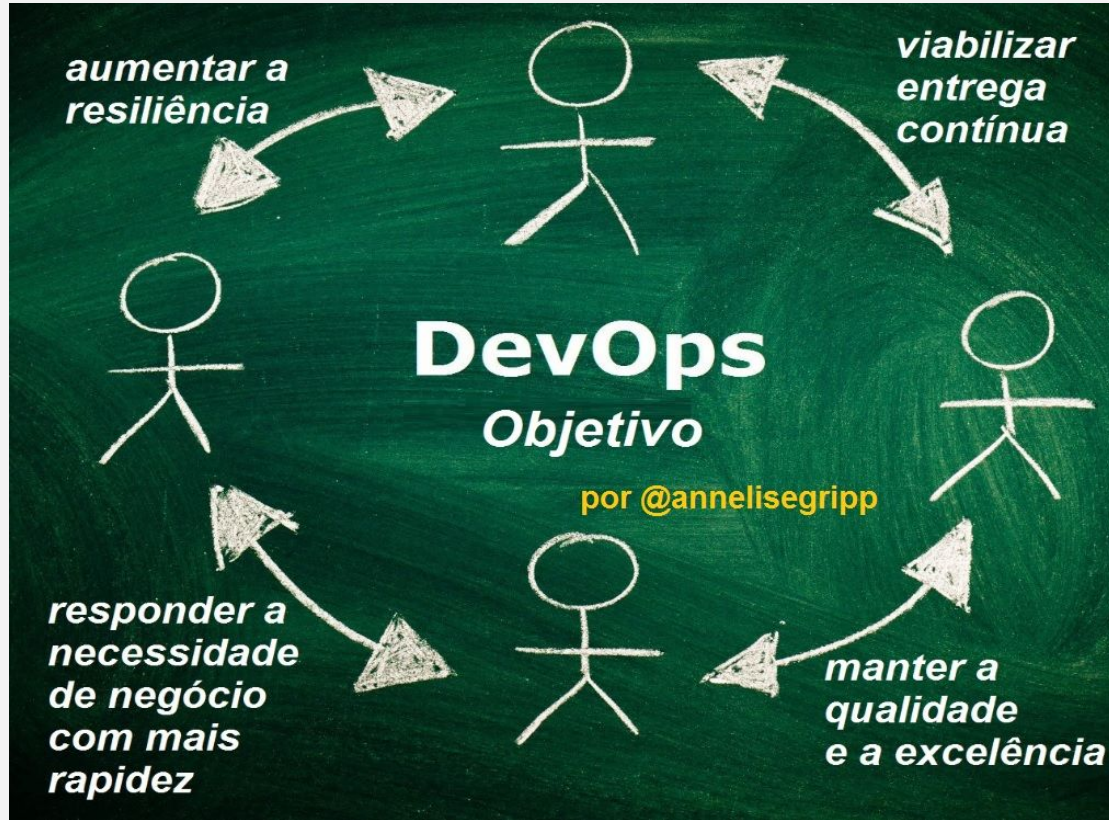 aumentar a
resiliência
viabilizar
entrega
contínua
DevOps
Objetivo
por @annelisegripp
responder a
necessidade
de negócio
com mais
rapidez
manter a
qualidade
e a excelência